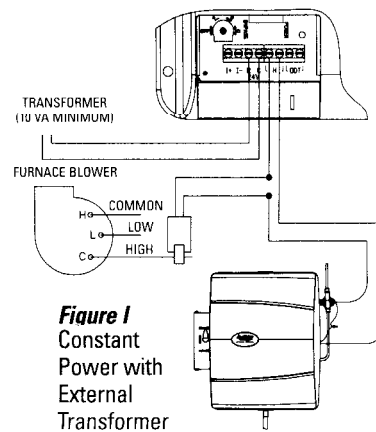 TRANSFORMER
(10 VA MINIMUM)
FURNACE BLOWER
H
COMMON
L
LOW
C
HIGH
Figure I
Constant
Power with
External
Transformer